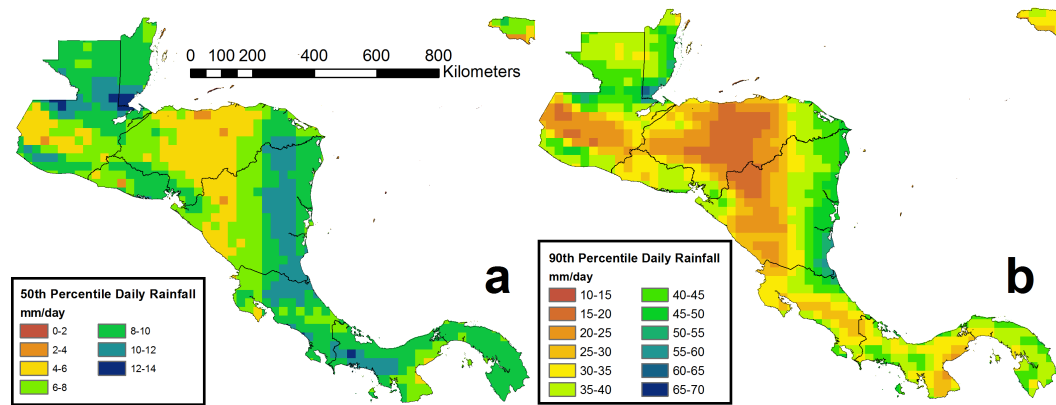 0 100 200 400 600 800
Kilometers
a
50th Percentile Daily Rainfall
mm/day
0-2 8-10
2-4 10-12
4-6 12-14
6-8
b
90th Percentile Daily Rainfall
mm/day
10-15 40-45
15-20 45-50
20-25 50-55
25-30 55-60
30-35 60-65
35-40 65-70